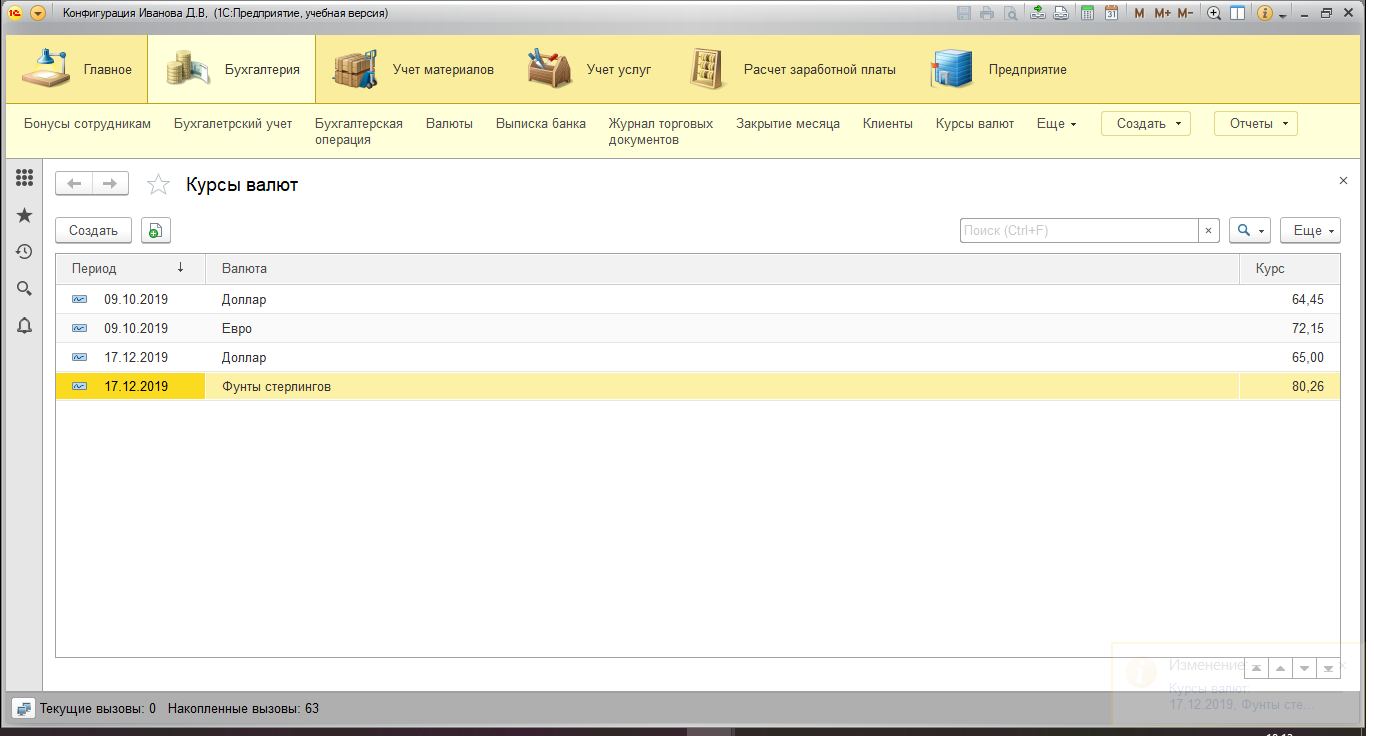 Конфигурация Иванова Д.В, (1С:Предприятие, учебная версия)
M M+ M-
Главное Бухгалтерия Учет материалов Учет услуг Расчет заработной платы Предприятие
Бонусы сотрудникам Бухгалетрский учет Бухгалтерская операция Валюты Выписка банка Журнал торговых документов Закрытие месяца Клиенты Курсы валют Еще Создать Отчеты
Курсы валют
Создать Поиск (Ctrl+F) Еще
Период Валюта Курс
09.10.2019 Доллар 64,45
09.10.2019 Евро 72,15
17.12.2019 Доллар 65,00
17.12.2019 Фунты стерлингов 80,26
Изменение:
Курсы валют:
17.12.2019, Фунты сте...
Текущие вызовы: 0 Накопленные вызовы: 63